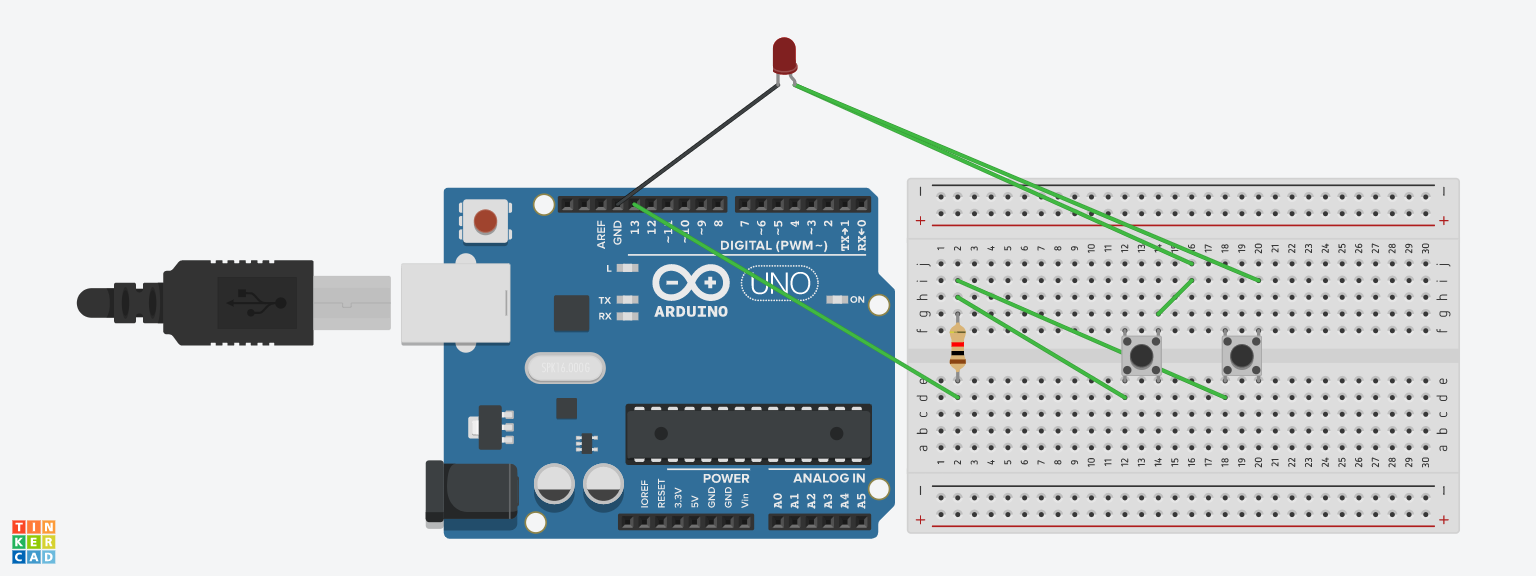 AREF
GND
13
12
~10
~9
8
7
~6
~5
4
~3
2
TX→1
RX←0
DIGITAL (PWM~)
L
TX
RX
UNO
ON
ARDUINO
SPK16.000G
POWER
ANALOG IN
IOREF
RESET
3.3V
5V
GND
GND
Vin
A0
A1
A2
A3
A4
A5
− −
+ +
1 2 3 4 5 6 7 8 9 10 11 12 13 14 15 16 17 18 19 20 21 22 23 24 25 26 27 28 29 30
j j
i i
h h
g g
f f
e e
d d
c c
b b
a a
1 2 3 4 5 6 7 8 9 10 11 12 13 14 15 16 17 18 19 20 21 22 23 24 25 26 27 28 29 30
− −
+ +
TIN
KER
CAD